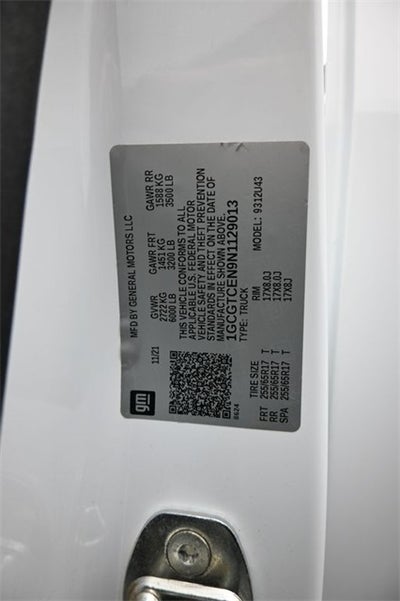 gm
MFD BY GENERAL MOTORS LLC
11/21
GVWR GAWR FRT GAWR RR
2722 KG 1451 KG 1588 KG
6000 LB 3200 LB 3500 LB
THIS VEHICLE CONFORMS TO ALL
APPLICABLE U.S. FEDERAL MOTOR
VEHICLE SAFETY AND THEFT PREVENTION
STANDARDS IN EFFECT ON THE DATE OF
MANUFACTURE SHOWN ABOVE.
1GCGTCEN9N1129013
TYPE: TRUCK MODEL: 9312U43
8624
TIRE SIZE RIM
FRT 255/65R17 T 17X8.0J
RR 255/65R17 T 17X8.0J
SPA 255/65R17 T 17X8J